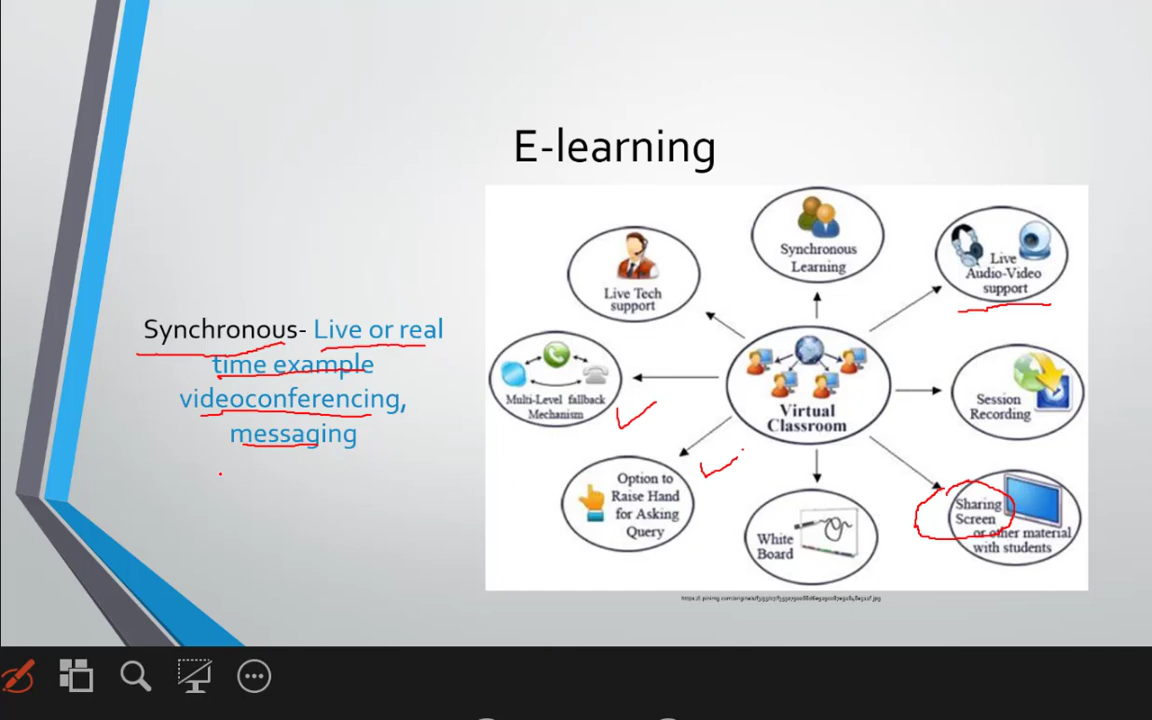 E-learning
Synchronous- Live or real
time example
videoconferencing,
messaging
Synchronous
Learning
Live
Audio-Video
support
Live Tech
support
Multi-Level fallback
Mechanism
Virtual
Classroom
Session
Recording
Option to
Raise Hand
for Asking
Query
White
Board
Sharing
Screen
or other material
with students